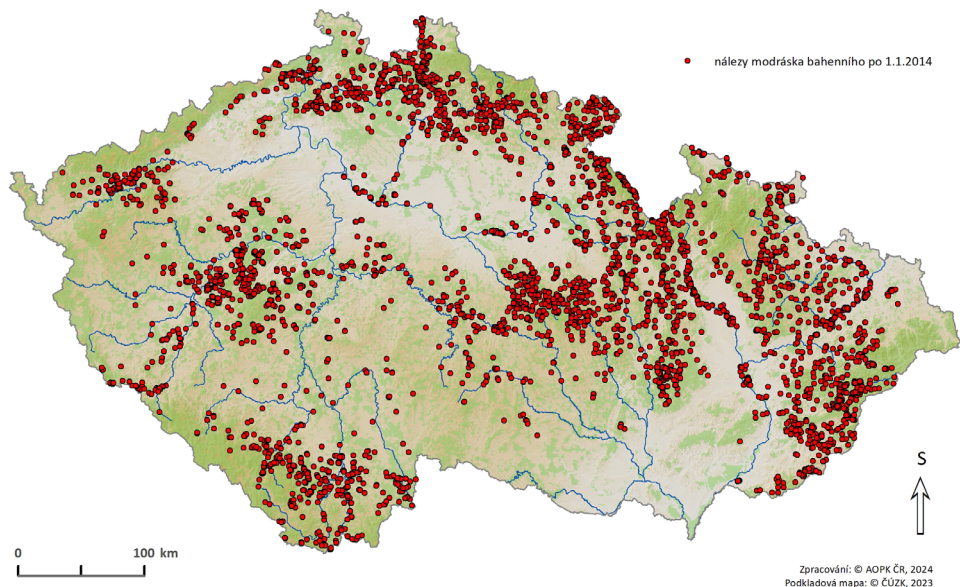 nálezy modráska bahenního po 1.1.2014
S
0 100 km
Zpracování: © AOPK ČR, 2024
Podkladová mapa: © ČÚZK, 2023